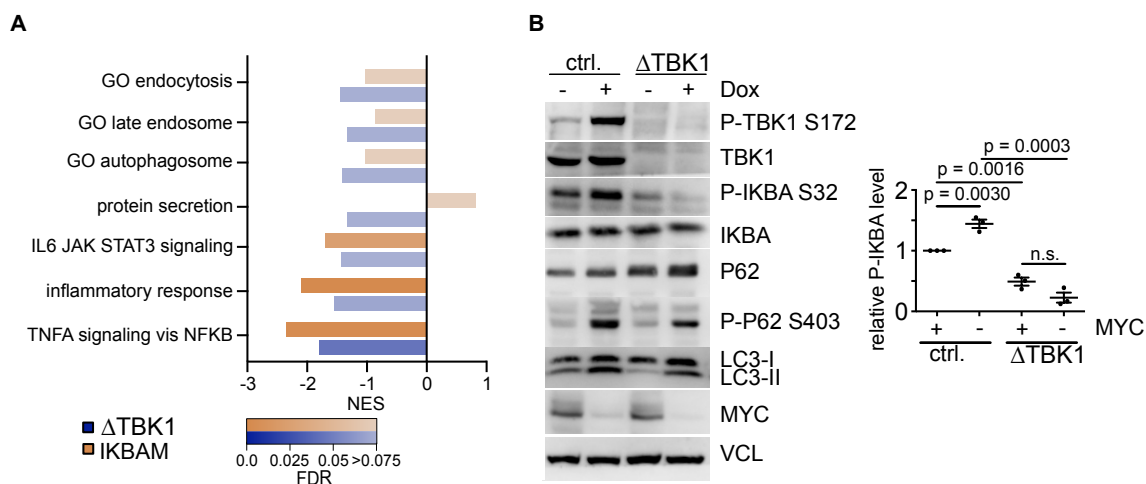 A
GO endocytosis
GO late endosome
GO autophagosome
protein secretion
IL6 JAK STAT3 signaling
inflammatory response
TNFA signaling vis NFKB
-3 -2 -1 0 1
NES
ΔTBK1
IKBAM
0.0 0.025 0.05 >0.075
FDR
B
ctrl. ΔTBK1
- + - + Dox
P-TBK1 S172
TBK1
P-IKBA S32
IKBA
P62
P-P62 S403
LC3-I
LC3-II
MYC
VCL
p = 0.0003
p = 0.0016
p = 0.0030
n.s.
relative P-IKBA level
2
1
0
+ - + - MYC
ctrl. ΔTBK1